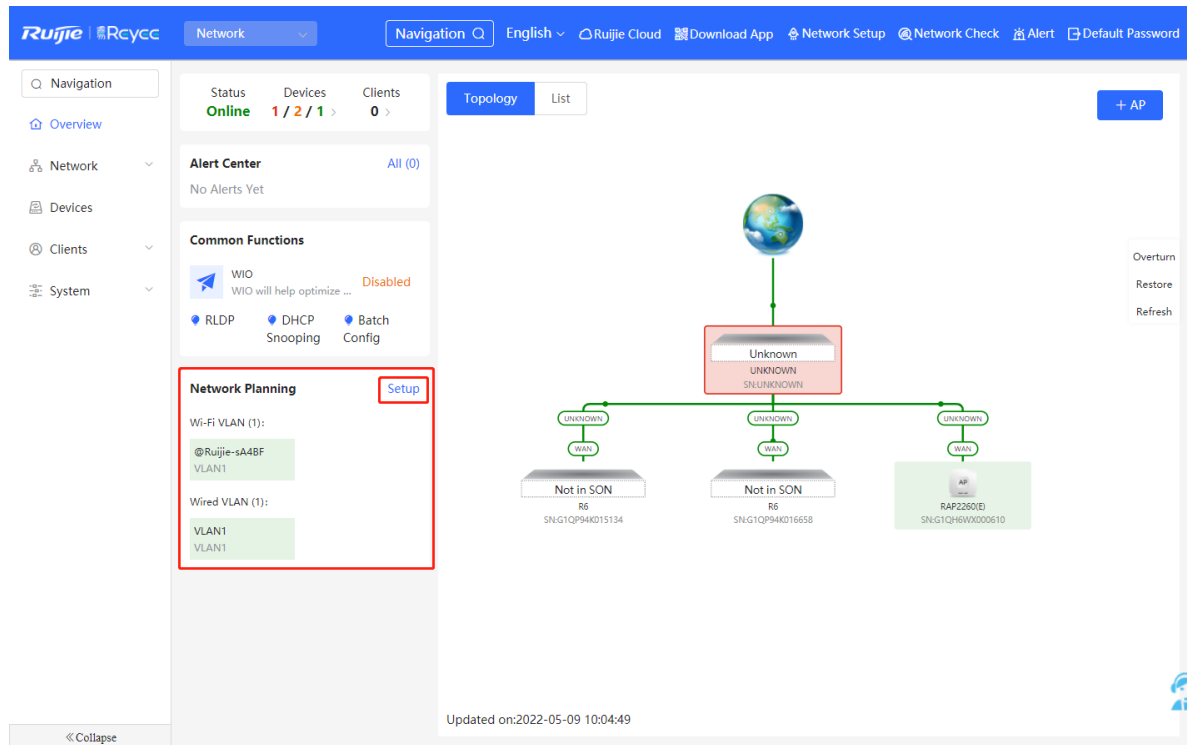 Ruijie | Rcycc
Network
Navigation
English
Ruijie Cloud
Download App
Network Setup
Network Check
Alert
Default Password
Navigation
Overview
Network
Devices
Clients
System
Status Devices Clients
Online 1 / 2 / 1 > 0 >
Alert Center All (0)
No Alerts Yet
Common Functions
WIO
WIO will help optimize ...
Disabled
RLDP
DHCP Snooping
Batch Config
Network Planning Setup
Wi-Fi VLAN (1):
@Ruijie-sA4BF
VLAN1
Wired VLAN (1):
VLAN1
VLAN1
Topology List
+ AP
Overturn
Restore
Refresh
Unknown
UNKNOWN
SN:UNKNOWN
UNKNOWN UNKNOWN UNKNOWN
WAN WAN WAN
Not in SON
R6
SN:G1QP94K015134
Not in SON
R6
SN:G1QP94K016658
AP
RAP2260(E)
SN:G1QH6WX000610
Updated on:2022-05-09 10:04:49
≪Collapse